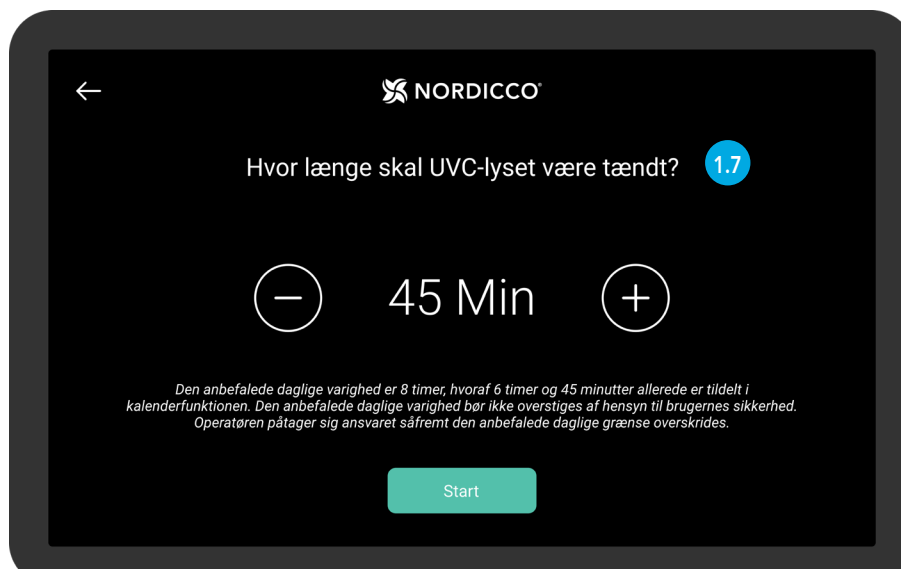 NORDICCO®
Hvor længe skal UVC-lyset være tændt?
1.7
45 Min
Den anbefalede daglige varighed er 8 timer, hvoraf 6 timer og 45 minutter allerede er tildelt i
kalenderfunktionen. Den anbefalede daglige varighed bør ikke overstiges af hensyn til brugernes sikkerhed.
Operatøren påtager sig ansvaret såfremt den anbefalede daglige grænse overskrides.
Start